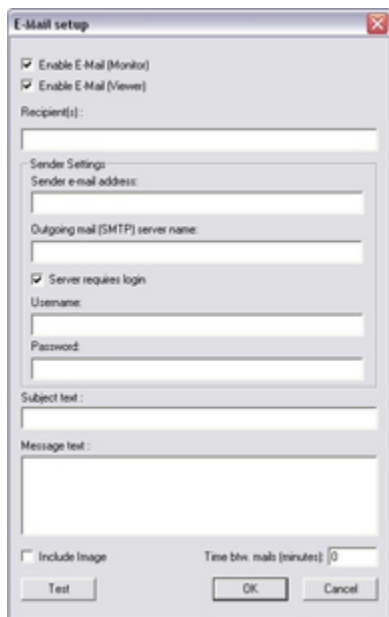 E-Mail setup
Enable E-Mail (Monitor)
Enable E-Mail (Viewer)
Recipient(s) :
Sender Settings
Sender e-mail address:
Outgoing mail (SMTP) server name:
Server requires login
Username:
Password:
Subject text :
Message text :
Include Image
Time btw. mails (minutes): 0
Test
OK
Cancel